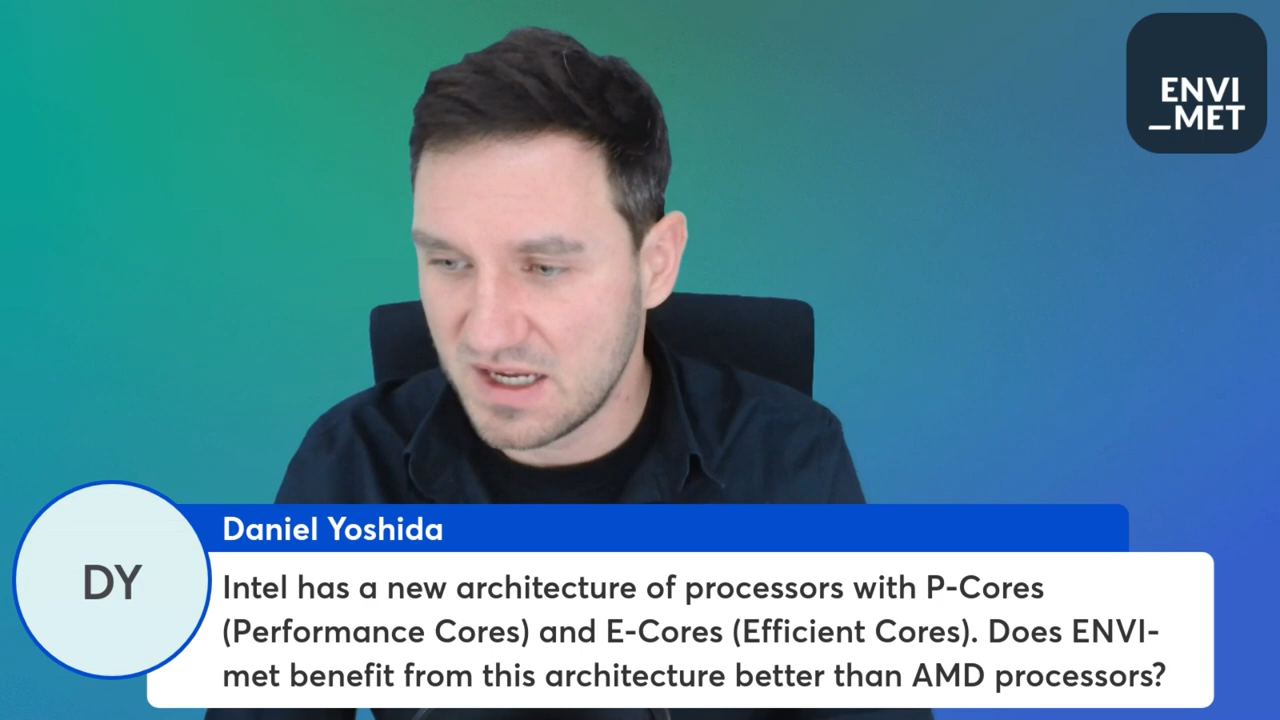 ENVI
_MET
Daniel Yoshida
DY
Intel has a new architecture of processors with P-Cores
(Performance Cores) and E-Cores (Efficient Cores). Does ENVI-
met benefit from this architecture better than AMD processors?